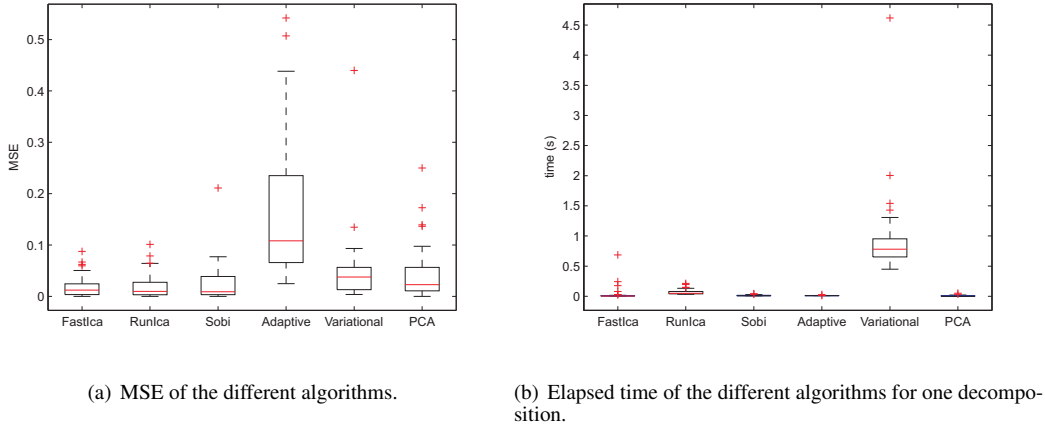 0.5
0.4
0.3
0.2
0.1
0
MSE
FastIca RunIca Sobi Adaptive Variational PCA
4.5
4
3.5
3
2.5
2
1.5
1
0.5
0
time (s)
FastIca RunIca Sobi Adaptive Variational PCA
(a) MSE of the different algorithms.
(b) Elapsed time of the different algorithms for one decompo-
sition.